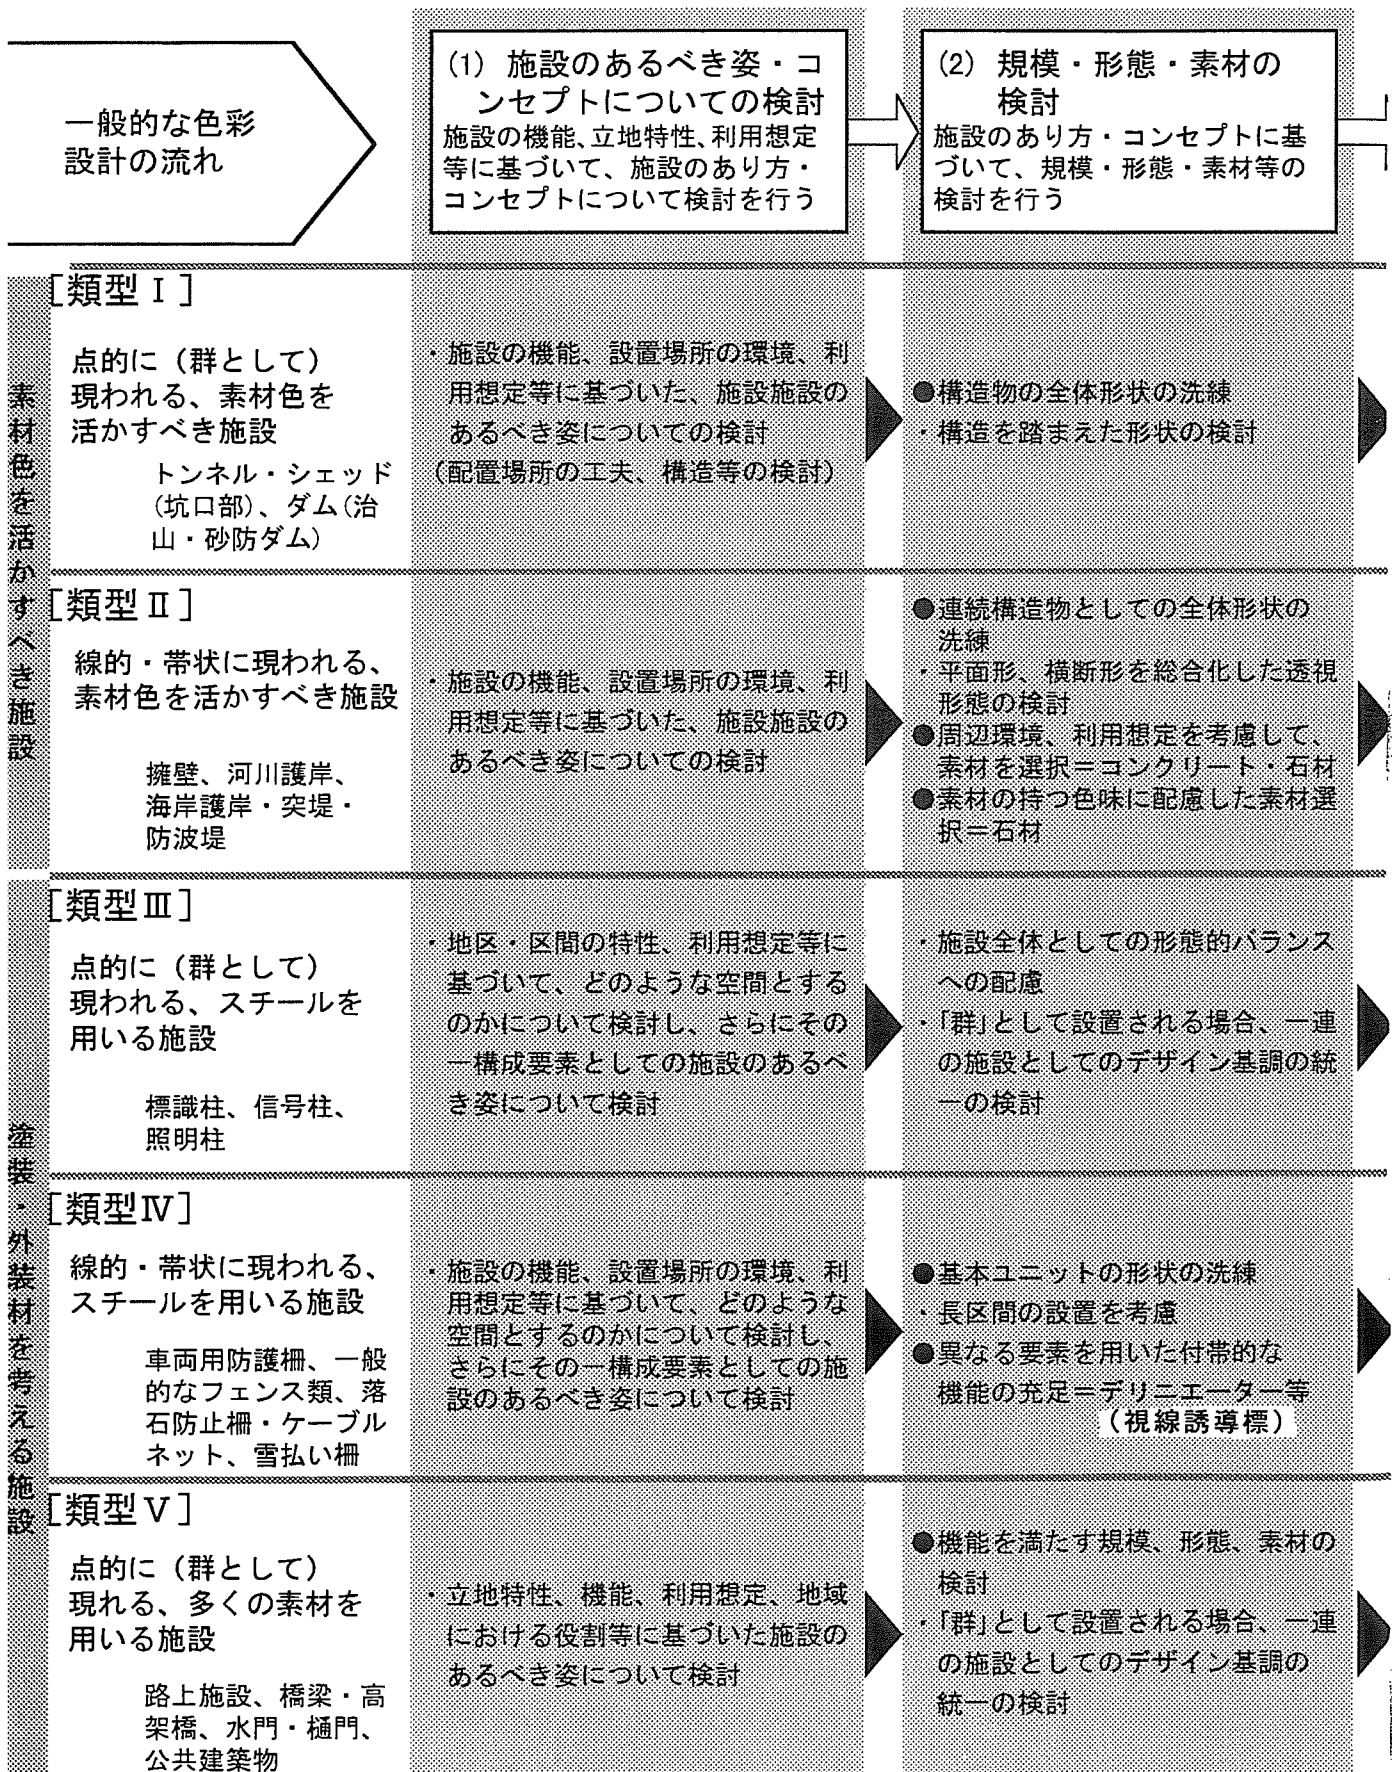 一般的な色彩
設計の流れ
(1) 施設のあるべき姿・コ
ンセプトについての検討
施設の機能、立地特性、利用想定
等に基づいて、施設のあり方・
コンセプトについて検討を行う
(2) 規模・形態・素材の
検討
施設のあり方・コンセプトに基
づいて、規模・形態・素材等の
検討を行う
素材色を活かすべき施設
［類型Ⅰ］
点的に（群として）
現われる、素材色を
活かすべき施設
トンネル・シェッド
(坑口部)、ダム(治
山・砂防ダム)
・施設の機能、設置場所の環境、利
用想定等に基づいた、施設施設の
あるべき姿についての検討
(配置場所の工夫、構造等の検討)
●構造物の全体形状の洗練
・構造を踏まえた形状の検討
［類型Ⅱ］
線的・帯状に現われる、
素材色を活かすべき施設
擁壁、河川護岸、
海岸護岸・突堤・
防波堤
・施設の機能、設置場所の環境、利
用想定等に基づいた、施設施設の
あるべき姿についての検討
●連続構造物としての全体形状の
洗練
・平面形、横断形を総合化した透視
形態の検討
●周辺環境、利用想定を考慮して、
素材を選択＝コンクリート・石材
●素材の持つ色味に配慮した素材選
択＝石材
塗装・外装材を考える施設
［類型Ⅲ］
点的に（群として）
現われる、スチールを
用いる施設
標識柱、信号柱、
照明柱
・地区・区間の特性、利用想定等に
基づいて、どのような空間とする
のかについて検討し、さらにその
一構成要素としての施設のあるべ
き姿について検討
・施設全体としての形態的バランス
への配慮
・「群」として設置される場合、一連
の施設としてのデザイン基調の統
一の検討
［類型Ⅳ］
線的・帯状に現われる、
スチールを用いる施設
車両用防護柵、一般
的なフェンス類、落
石防止柵・ケーブル
ネット、雪払い柵
・施設の機能、設置場所の環境、利
用想定等に基づいて、どのような
空間とするのかについて検討し、
さらにその一構成要素としての施
設のあるべき姿について検討
●基本ユニットの形状の洗練
・長区間の設置を考慮
●異なる要素を用いた付帯的な
機能の充足＝デリニエーター等
（視線誘導標）
［類型Ⅴ］
点的に（群として）
現れる、多くの素材を
用いる施設
路上施設、橋梁・高
架橋、水門・樋門、
公共建築物
・立地特性、機能、利用想定、地域
における役割等に基づいた施設の
あるべき姿について検討
●機能を満たす規模、形態、素材の
検討
・「群」として設置される場合、一連
の施設としてのデザイン基調の
統一の検討